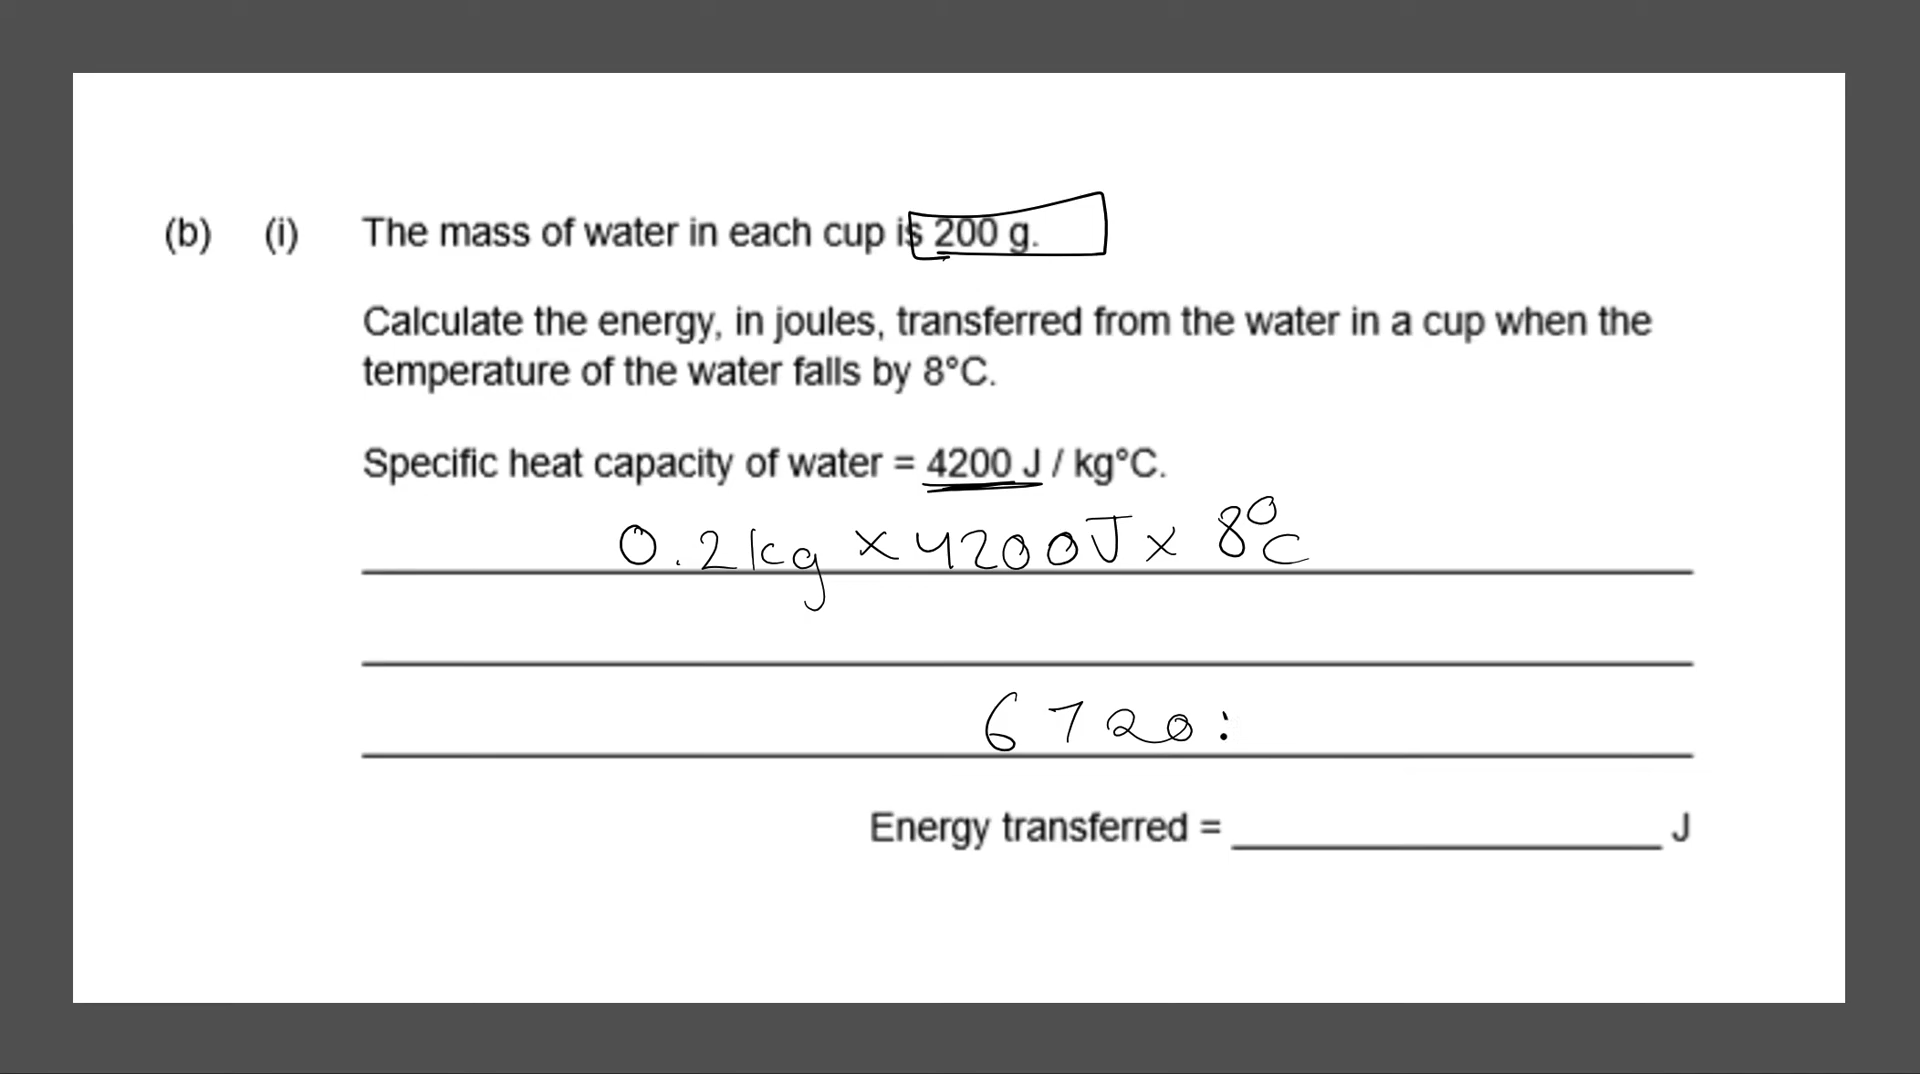 (b) (i) The mass of water in each cup is 200 g.
Calculate the energy, in joules, transferred from the water in a cup when the
temperature of the water falls by 8°C.
Specific heat capacity of water = 4200 J / kg°C.
0.2kg × 4200J × 8°C
6720:
Energy transferred = ____________ J